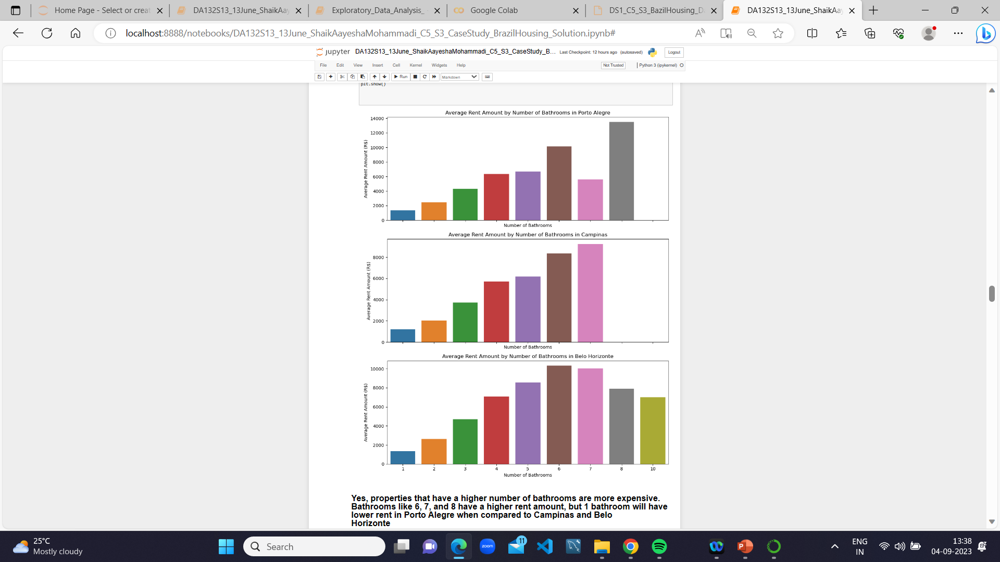 Home Page - Select or creat
DA132S13_13June_ShaikAay
Exploratory_Data_Analysis_
Google Colab
DS1_C5_S3_BazilHousing_D
DA132S13_13June_ShaikAay
localhost:8888/notebooks/DA132S13_13June_ShaikAayeshaMohammadi_C5_S3_CaseStudy_BrazilHousing_Solution.ipynb#
jupyter DA132S13_13June_ShaikAayeshaMohammadi_C5_S3_CaseStudy_B... Last Checkpoint: 12 hours ago (autosaved) Logout
File Edit View Insert Cell Kernel Widgets Help Not Trusted Python 3 (ipykernel)
Run Markdown
plt.show()
Average Rent Amount by Number of Bathrooms in Porto Alegre
Average Rent Amount (R$)
14000
12000
10000
8000
6000
4000
2000
0
Number of Bathrooms
Average Rent Amount by Number of Bathrooms in Campinas
Average Rent Amount (R$)
8000
6000
4000
2000
0
Number of Bathrooms
Average Rent Amount by Number of Bathrooms in Belo Horizonte
Average Rent Amount (R$)
10000
8000
6000
4000
2000
0
1 2 3 4 5 6 7 8 10
Number of Bathrooms
Yes, properties that have a higher number of bathrooms are more expensive.
Bathrooms like 6, 7, and 8 have a higher rent amount, but 1 bathroom will have
lower rent in Porto Alegre when compared to Campinas and Belo
Horizonte
25°C
Mostly cloudy
Search
zoom
11
ENG
IN
13:38
04-09-2023